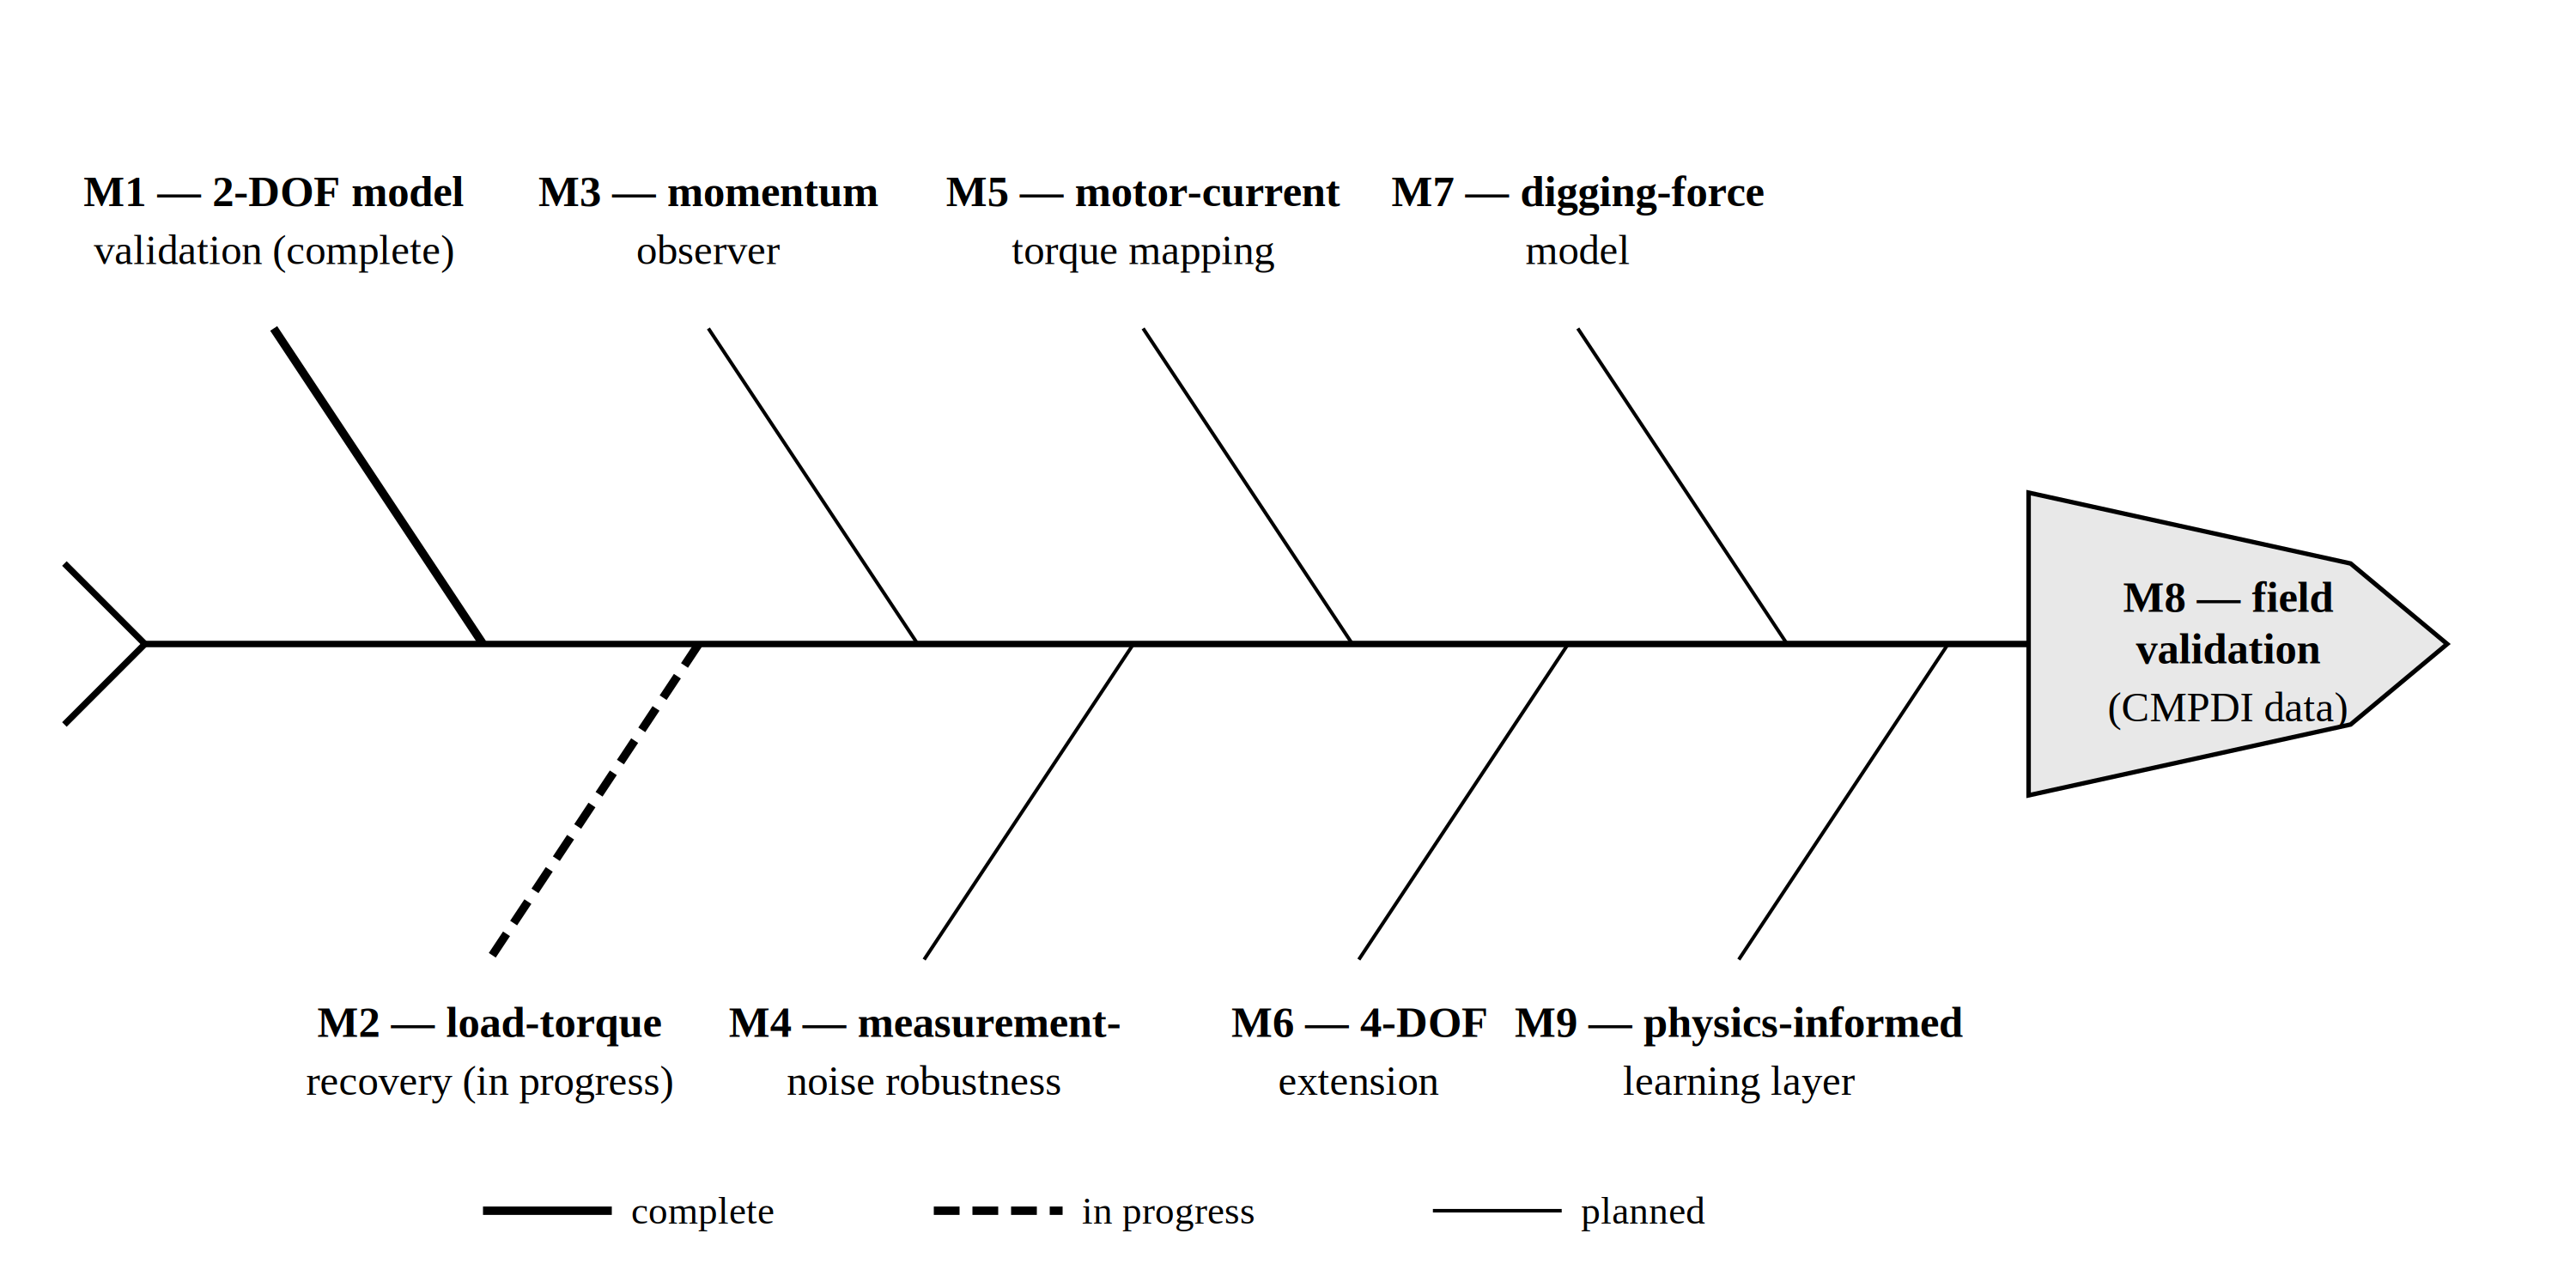 M1 — 2-DOF model
validation (complete)
M3 — momentum
observer
M5 — motor-current
torque mapping
M7 — digging-force
model
M8 — field
validation
(CMPDI data)
M2 — load-torque
recovery (in progress)
M4 — measurement-
noise robustness
M6 — 4-DOF
extension
M9 — physics-informed
learning layer
complete
in progress
planned